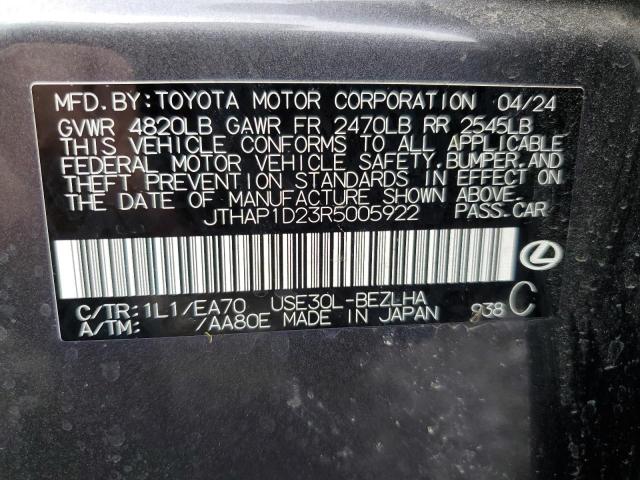 MFD. BY: TOYOTA MOTOR CORPORATION 04/24
GVWR 4820LB GAWR FR 2470LB RR 2545LB
THIS VEHICLE CONFORMS TO ALL APPLICABLE
FEDERAL MOTOR VEHICLE SAFETY, BUMPER, AND
THEFT PREVENTION STANDARDS IN EFFECT ON
THE DATE OF MANUFACTURE SHOWN ABOVE.
JTHAP1D23R5005922 PASS. CAR
C/TR: 1L1/EA70 USE30L-BEZLHA
A/TM: /AA80E MADE IN JAPAN 938 C